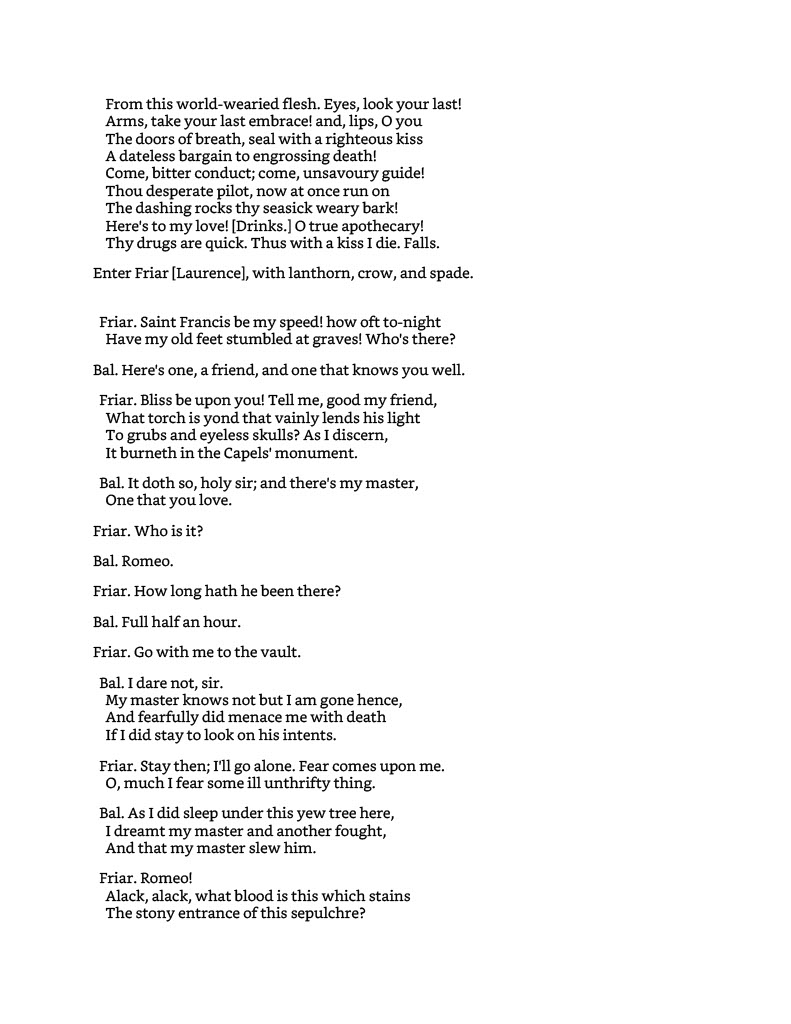 From this world-wearied flesh. Eyes, look your last!
Arms, take your last embrace! and, lips, O you
The doors of breath, seal with a righteous kiss
A dateless bargain to engrossing death!
Come, bitter conduct; come, unsavoury guide!
Thou desperate pilot, now at once run on
The dashing rocks thy seasick weary bark!
Here's to my love! [Drinks.] O true apothecary!
Thy drugs are quick. Thus with a kiss I die. Falls.
Enter Friar [Laurence], with lanthorn, crow, and spade.
Friar. Saint Francis be my speed! how oft to-night
Have my old feet stumbled at graves! Who's there?
Bal. Here's one, a friend, and one that knows you well.
Friar. Bliss be upon you! Tell me, good my friend,
What torch is yond that vainly lends his light
To grubs and eyeless skulls? As I discern,
It burneth in the Capels' monument.
Bal. It doth so, holy sir; and there's my master,
One that you love.
Friar. Who is it?
Bal. Romeo.
Friar. How long hath he been there?
Bal. Full half an hour.
Friar. Go with me to the vault.
Bal. I dare not, sir.
My master knows not but I am gone hence,
And fearfully did menace me with death
If I did stay to look on his intents.
Friar. Stay then; I'll go alone. Fear comes upon me.
O, much I fear some ill unthrifty thing.
Bal. As I did sleep under this yew tree here,
I dreamt my master and another fought,
And that my master slew him.
Friar. Romeo!
Alack, alack, what blood is this which stains
The stony entrance of this sepulchre?